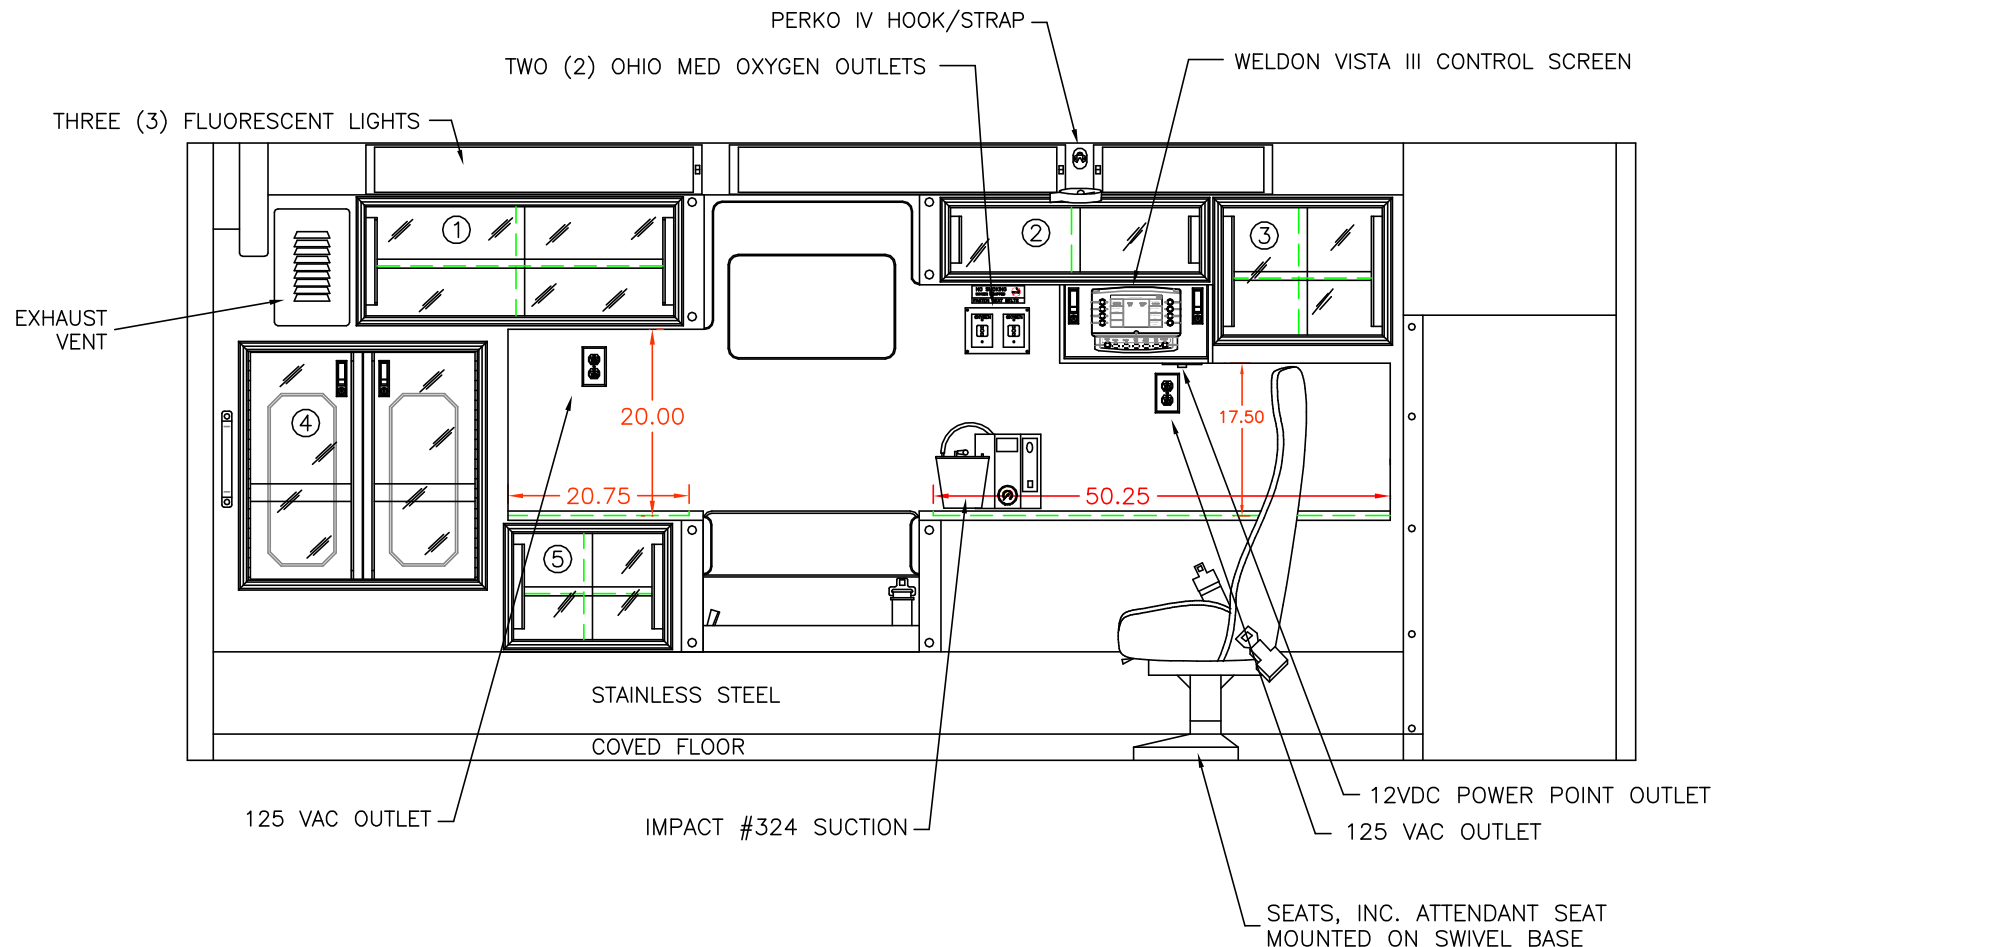 PERKO IV HOOK/STRAP
TWO (2) OHIO MED OXYGEN OUTLETS
WELDON VISTA III CONTROL SCREEN
THREE (3) FLUORESCENT LIGHTS
1
2
3
EXHAUST
VENT
NO SMOKING
4
20.00
17.50
20.75
50.25
5
STAINLESS STEEL
COVED FLOOR
125 VAC OUTLET
IMPACT #324 SUCTION
12VDC POWER POINT OUTLET
125 VAC OUTLET
SEATS, INC. ATTENDANT SEAT
MOUNTED ON SWIVEL BASE